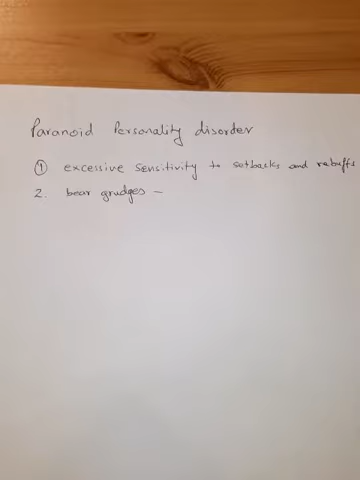 Paranoid Personality disorder
① excessive sensitivity to setbacks and rebuffs
2. bear grudges –